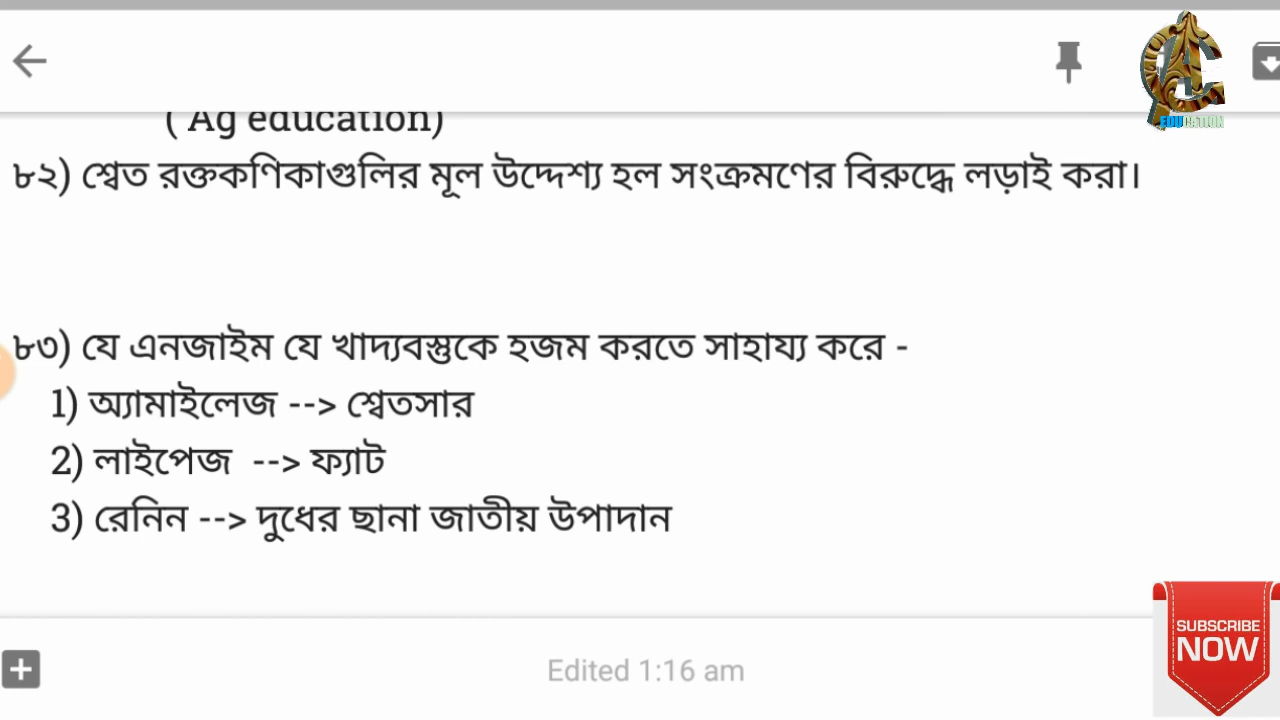 ( Ag education)
৮২) শ্বেত রক্তকণিকাগুলির মূল উদ্দেশ্য হল সংক্রমণের বিরুদ্ধে লড়াই করা।
৮৩) যে এনজাইম যে খাদ্যবস্তুকে হজম করতে সাহায্য করে -
1) অ্যামাইলেজ --> শ্বেতসার
2) লাইপেজ --> ফ্যাট
3) রেনিন --> দুধের ছানা জাতীয় উপাদান
Edited 1:16 am
EDUCATION
SUBSCRIBE
NOW